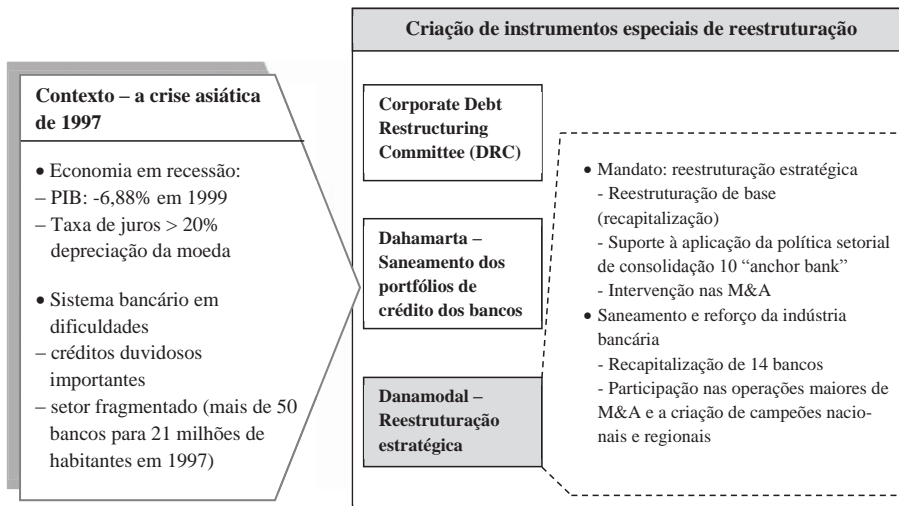 Criação de instrumentos especiais de reestruturação
Contexto – a crise asiática
de 1997
• Economia em recessão:
– PIB: -6,88% em 1999
– Taxa de juros > 20%
depreciação da moeda
• Sistema bancário em
dificuldades
– créditos duvidosos
importantes
– setor fragmentado (mais de 50
bancos para 21 milhões de
habitantes em 1997)
Corporate Debt
Restructuring
Committee (DRC)
Dahamarta –
Saneamento dos
portfólios de
crédito dos bancos
Danamodal –
Reestruturação
estratégica
• Mandato: reestruturação estratégica
- Reestruturação de base
(recapitalização)
- Suporte à aplicação da política setorial
de consolidação 10 “anchor bank”
- Intervenção nas M&A
• Saneamento e reforço da indústria
bancária
- Recapitalização de 14 bancos
- Participação nas operações maiores de
M&A e a criação de campeões nacio-
nais e regionais